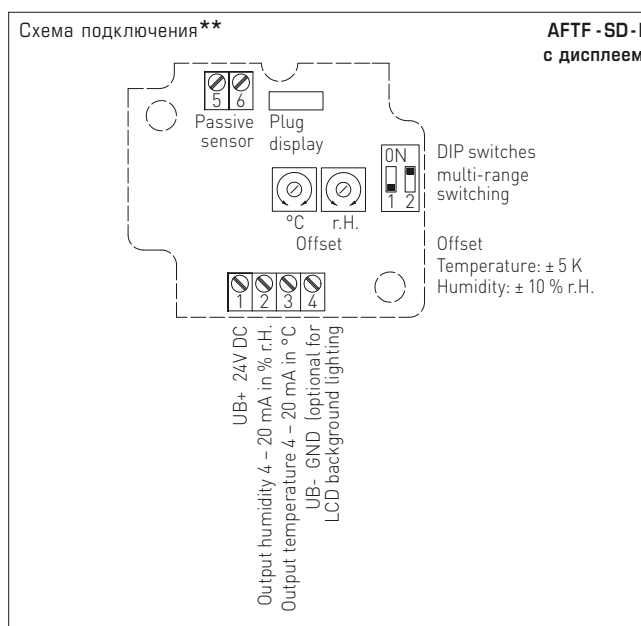 Схема подключения**
AFTF-SD-I
с дисплеем
5 6
Passive
sensor
Plug
display
ON
1 2
DIP switches
multi-range
switching
°C
r.H.
Offset
Offset
Temperature: ± 5 K
Humidity: ± 10 % r.H.
1 2 3 4
UB+ 24V DC
Output humidity 4 – 20 mA in % r.H.
Output temperature 4 – 20 mA in °C
UB- GND (optional for
LCD background lighting